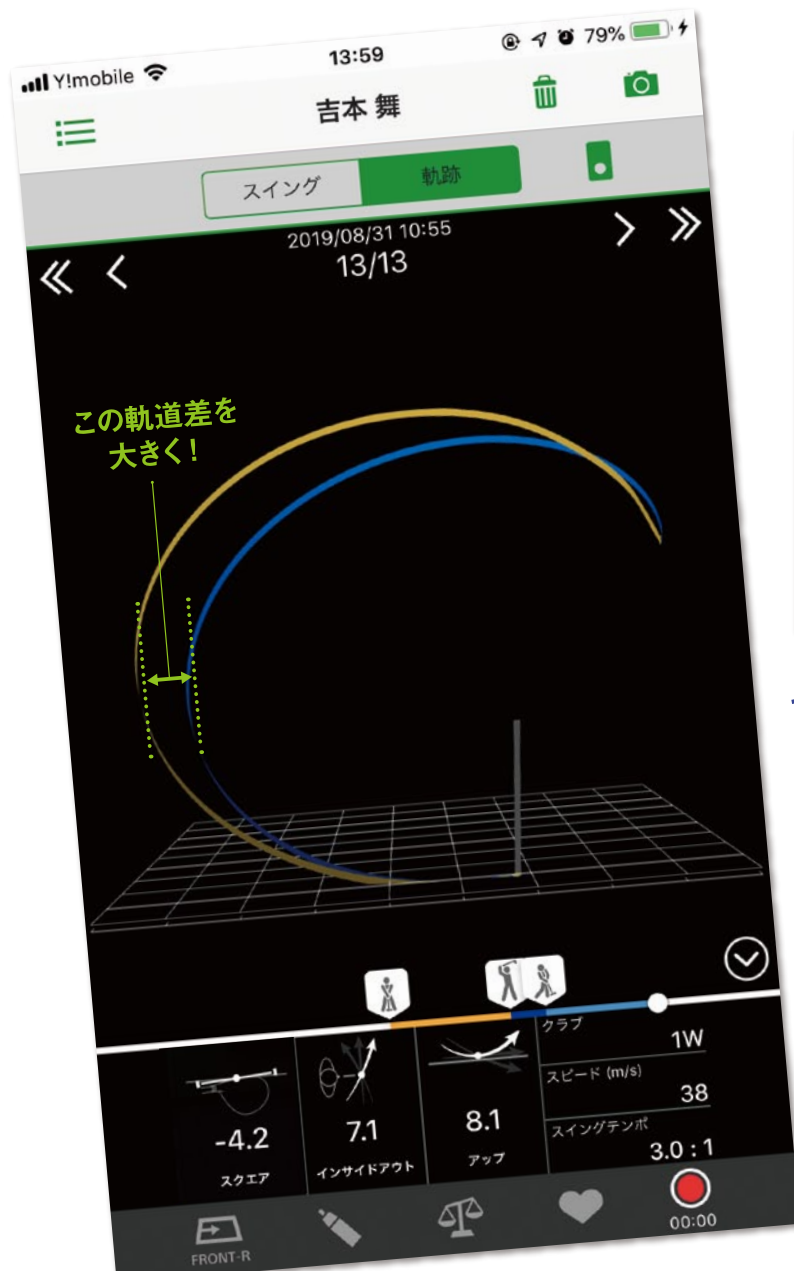 Y!mobile
13:59
79%
吉本 舞
スイング
軌跡
2019/08/31 10:55
13/13
この軌道差を
大きく!
クラブ
1W
スピード (m/s)
38
スイングテンポ
3.0 : 1
-4.2
スクエア
7.1
インサイドアウト
8.1
アップ
FRONT-R
00:00